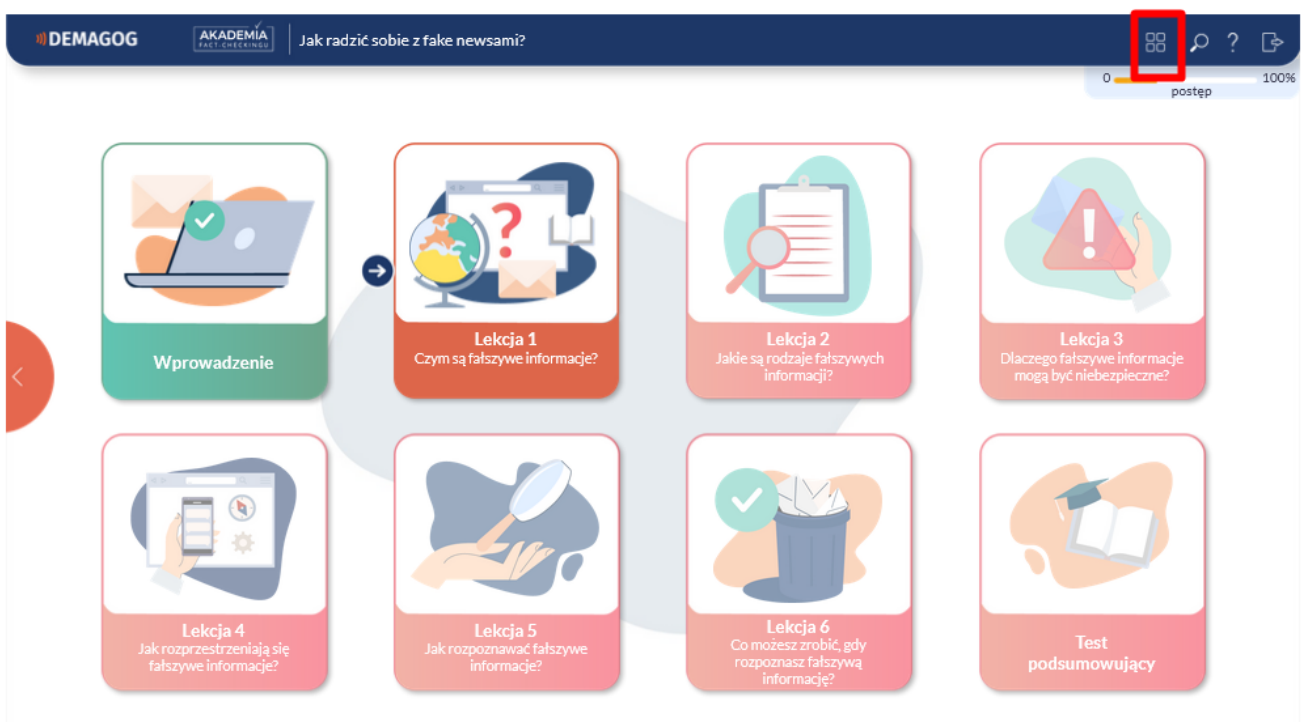 DEMAGOG
AKADEMIA
FACT-CHECKINGU
Jak radzić sobie z fake newsami?
?
0
100%
postęp
?
!
Wprowadzenie
Lekcja 1
Czym są fałszywe informacje?
Lekcja 2
Jakie są rodzaje fałszywych
informacji?
Lekcja 3
Dlaczego fałszywe informacje
mogą być niebezpieczne?
Lekcja 4
Jak rozprzestrzeniają się
fałszywe informacje?
Lekcja 5
Jak rozpoznawać fałszywe
informacje?
Lekcja 6
Co możesz zrobić, gdy
rozpoznasz fałszywą
informację?
Test
podsumowujący